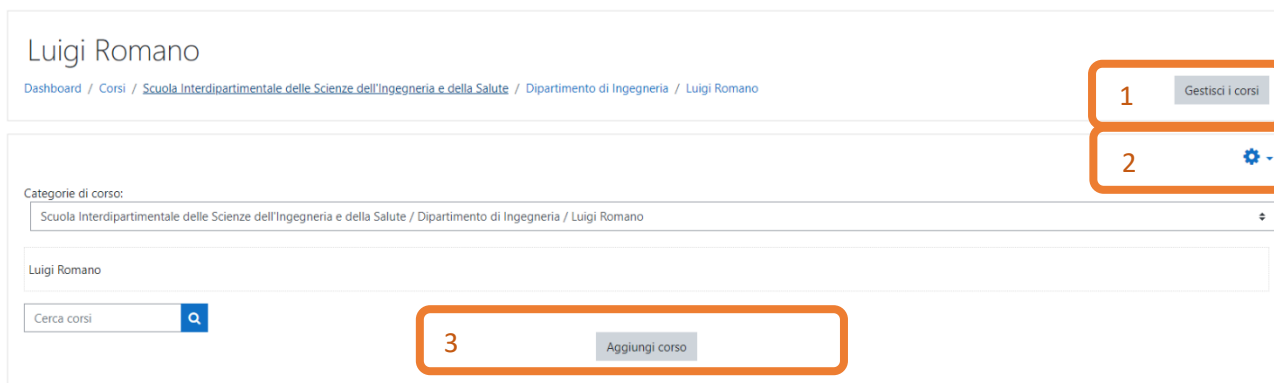 Luigi Romano
Dashboard / Corsi / Scuola Interdipartimentale delle Scienze dell'Ingegneria e della Salute / Dipartimento di Ingegneria / Luigi Romano
1
Gestisci i corsi
2
Categorie di corso:
Scuola Interdipartimentale delle Scienze dell'Ingegneria e della Salute / Dipartimento di Ingegneria / Luigi Romano
Luigi Romano
Cerca corsi
3
Aggiungi corso